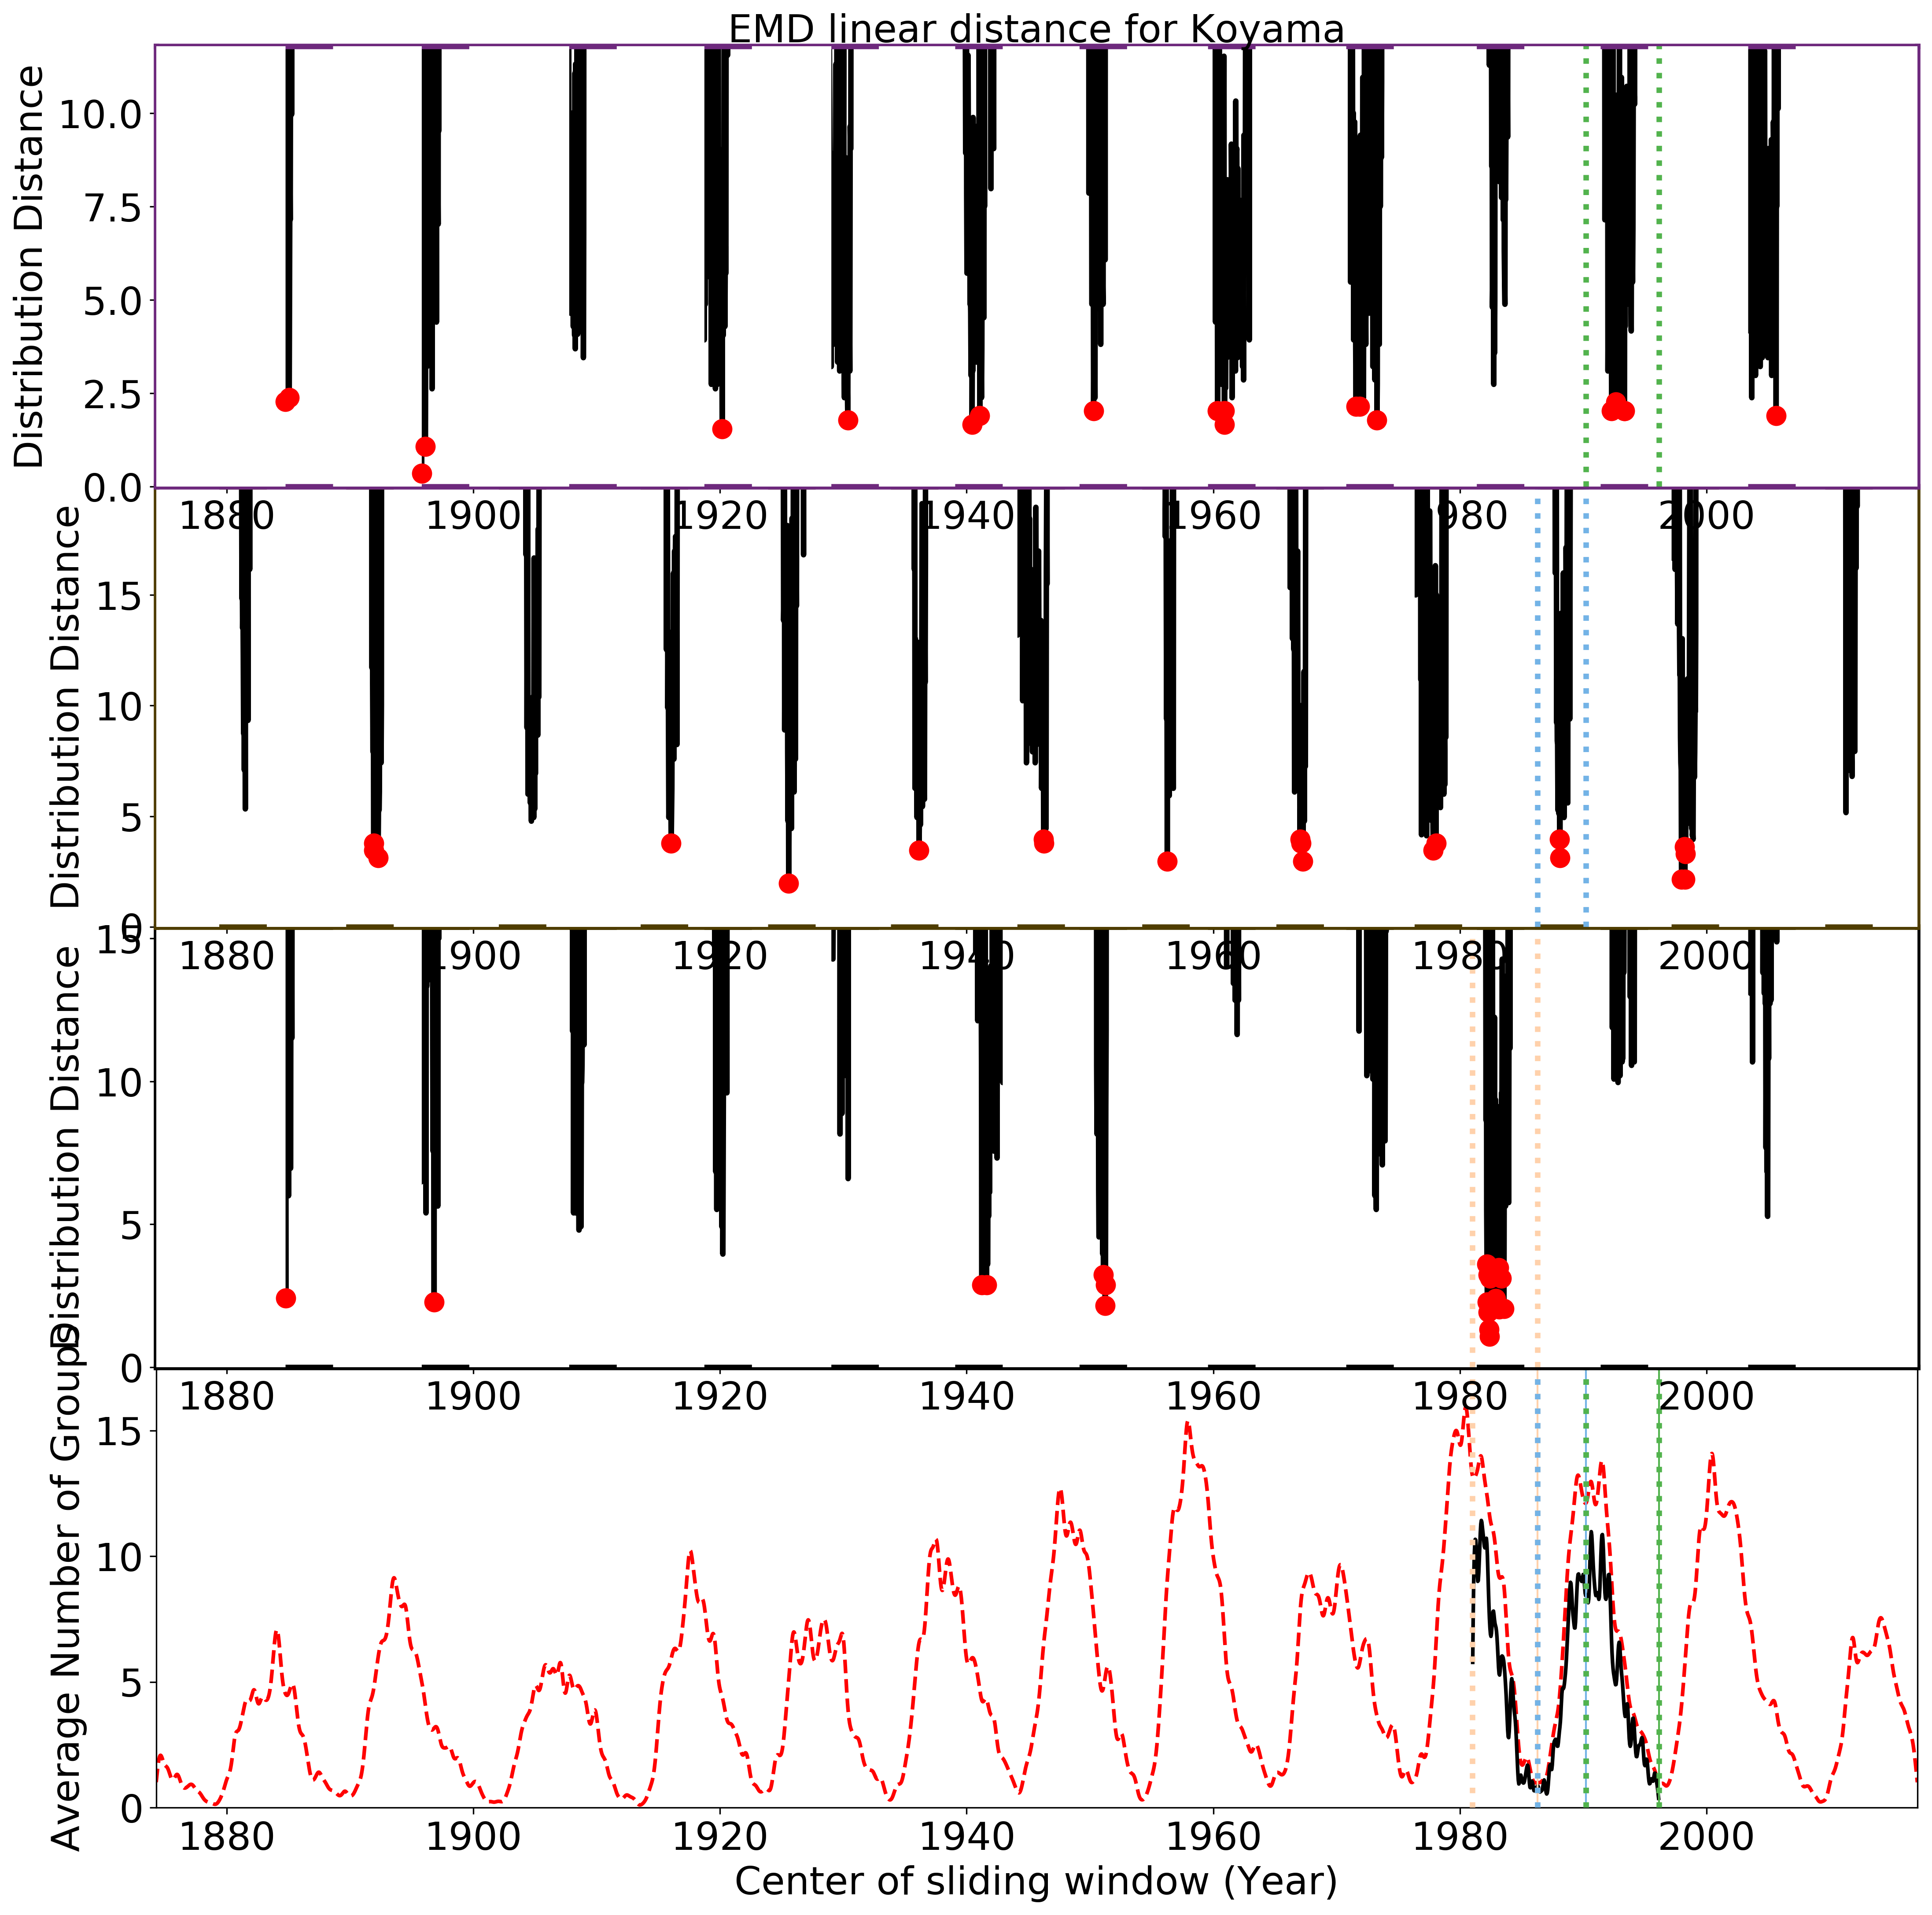 EMD linear distance for Koyama
Distribution Distance
10.0
7.5
5.0
2.5
0.0
1880 1900 1920 1940 1960 1980 2000
Distribution Distance
15
10
5
0
1880 1900 1920 1940 1960 1980 2000
Distribution Distance
15
10
5
0
1880 1900 1920 1940 1960 1980 2000
Average Number of Groups
15
10
5
0
1880 1900 1920 1940 1960 1980 2000
Center of sliding window (Year)